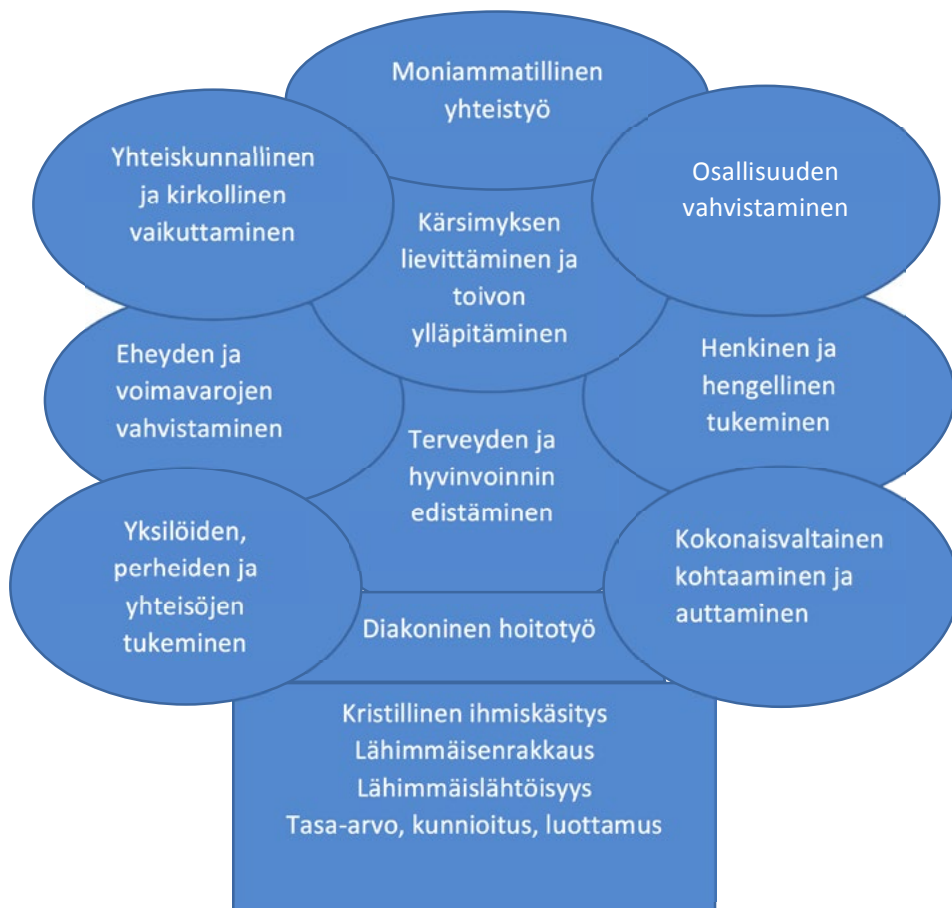 Moniammatillinen
yhteistyö
Yhteiskunnallinen
ja kirkollinen
vaikuttaminen
Osallisuuden
vahvistaminen
Kärsimyksen
lievittäminen ja
toivon
ylläpitäminen
Eheyden ja
voimavarojen
vahvistaminen
Henkinen ja
hengellinen
tukeminen
Terveyden ja
hyvinvoinnin
edistäminen
Yksilöiden,
perheiden ja
yhteisöjen
tukeminen
Kokonaisvaltainen
kohtaaminen ja
auttaminen
Diakoninen hoitotyö
Kristillinen ihmiskäsitys
Lähimmäisenrakkaus
Lähimmäislähtöisyys
Tasa-arvo, kunnioitus, luottamus